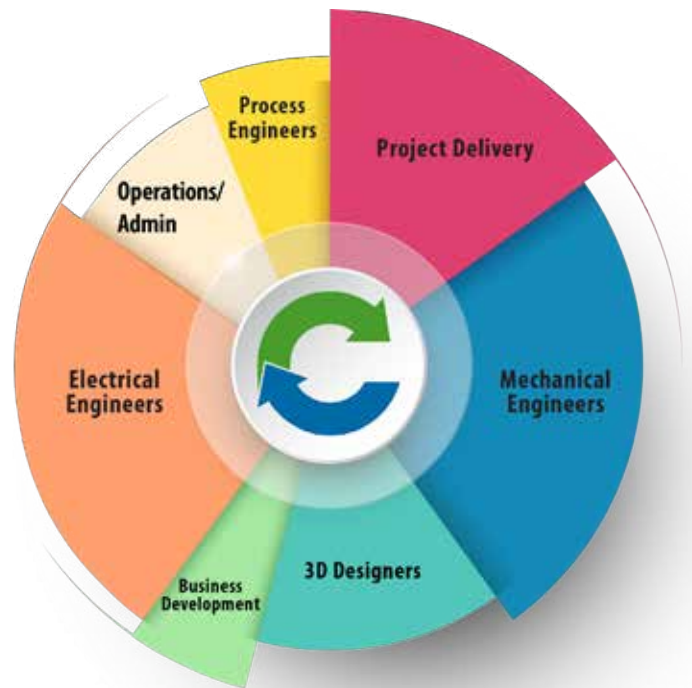 Process
Engineers
Project Delivery
Operations/
Admin
Electrical
Engineers
Mechanical
Engineers
3D Designers
Business
Development